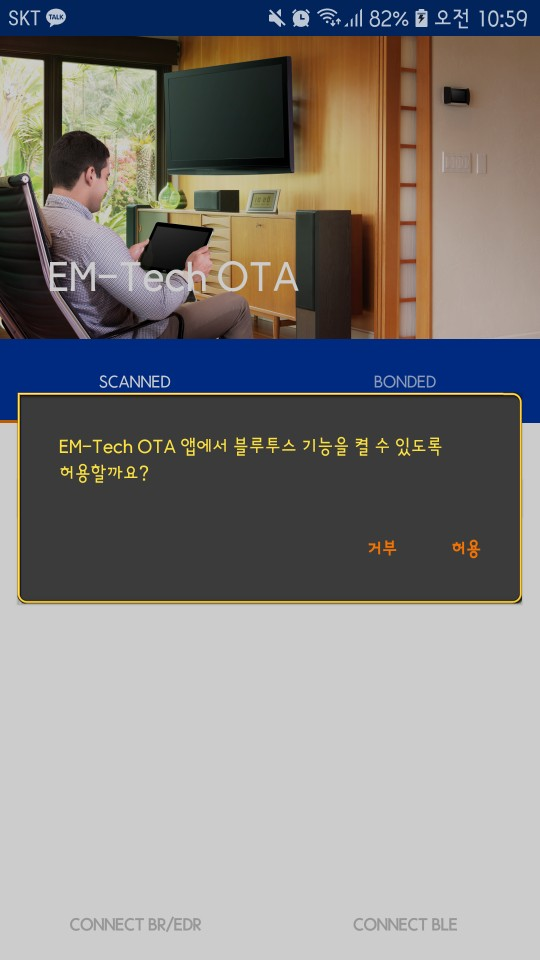 SKT TALK 82% 오전 10:59
EM-Tech OTA
SCANNED BONDED
EM-Tech OTA 앱에서 블루투스 기능을 켤 수 있도록
허용할까요?
거부 허용
CONNECT BR/EDR CONNECT BLE